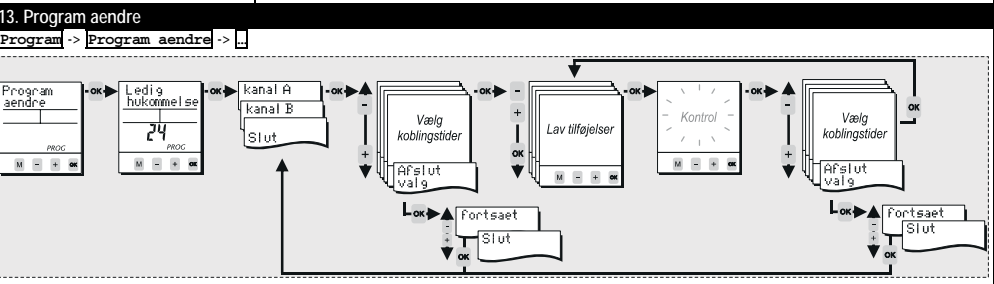 13. Program aendre
Program -> Program aendre -> ...
Program
aendre
PROG
M - + OK
OK
Ledig
hukommelse
24
PROG
M - + OK
OK
kanal A
kanal B
Slut
OK
-
+
Vælg
koblingstider
Afslut
valg
OK
fortsaet
Slut
- +
OK
OK
-
+
OK
Lav tilføjelser
M - + OK
OK
Kontrol
M - + OK
OK
-
+
Vælg
koblingstider
Afslut
valg
OK
OK
fortsaet
Slut
- +
OK